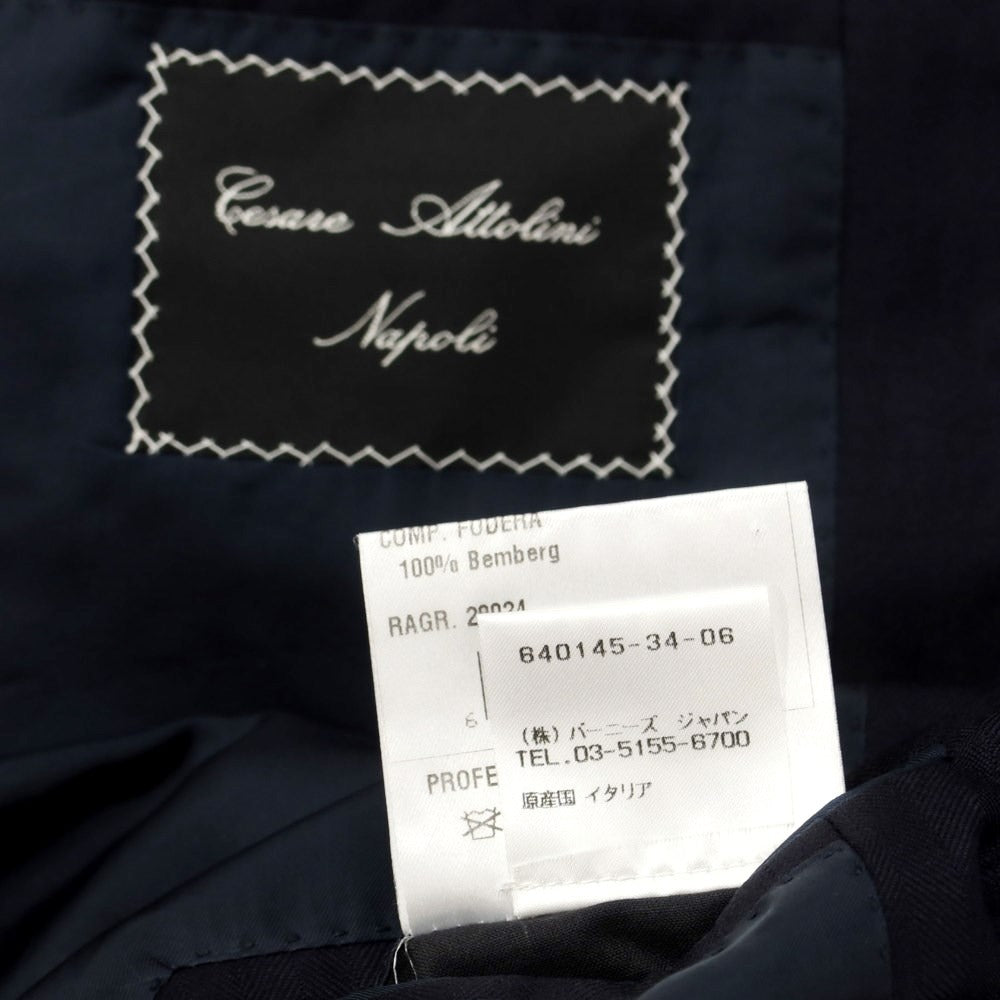 Cesare Attolini
Napoli
COMP. FODERA
100% Bemberg
RAGR. 29024
640145-34-06
6
(株) バーニーズ ジャパン
TEL.03-5155-6700
PROFE
原産国 イタリア